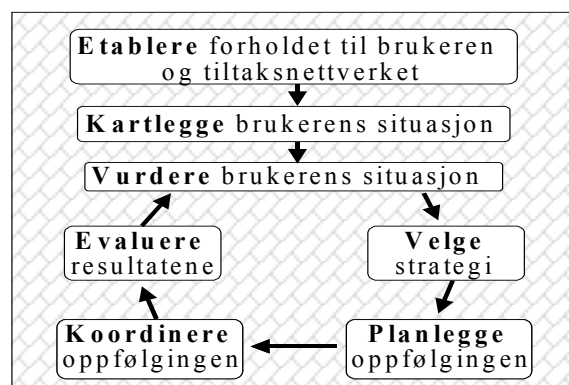 Etablere forholdet til brukeren
og tiltaksnettverket
Kartlegge brukerens situasjon
Vurdere brukerens situasjon
Evaluere
resultatene
Velge
strategi
Koordinere
oppfølgingen
Planlegge
oppfølgingen